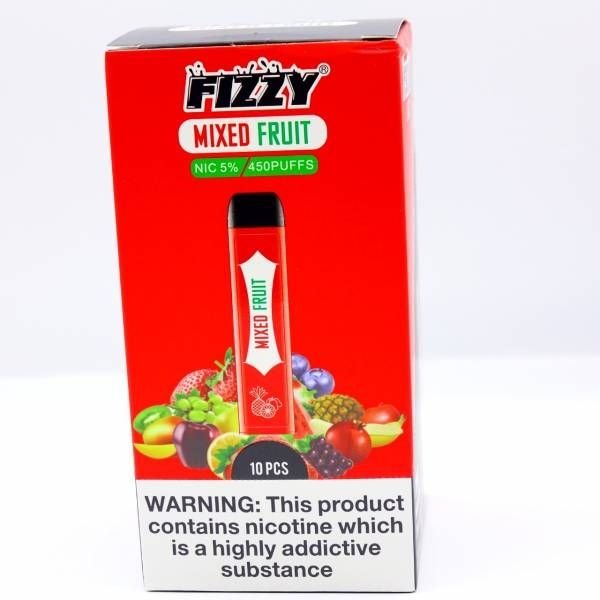 FIZZY®
MIXED FRUIT
NIC 5% / 450PUFFS
MIXED FRUIT
10 PCS
WARNING: This product
contains nicotine which
is a highly addictive
substance